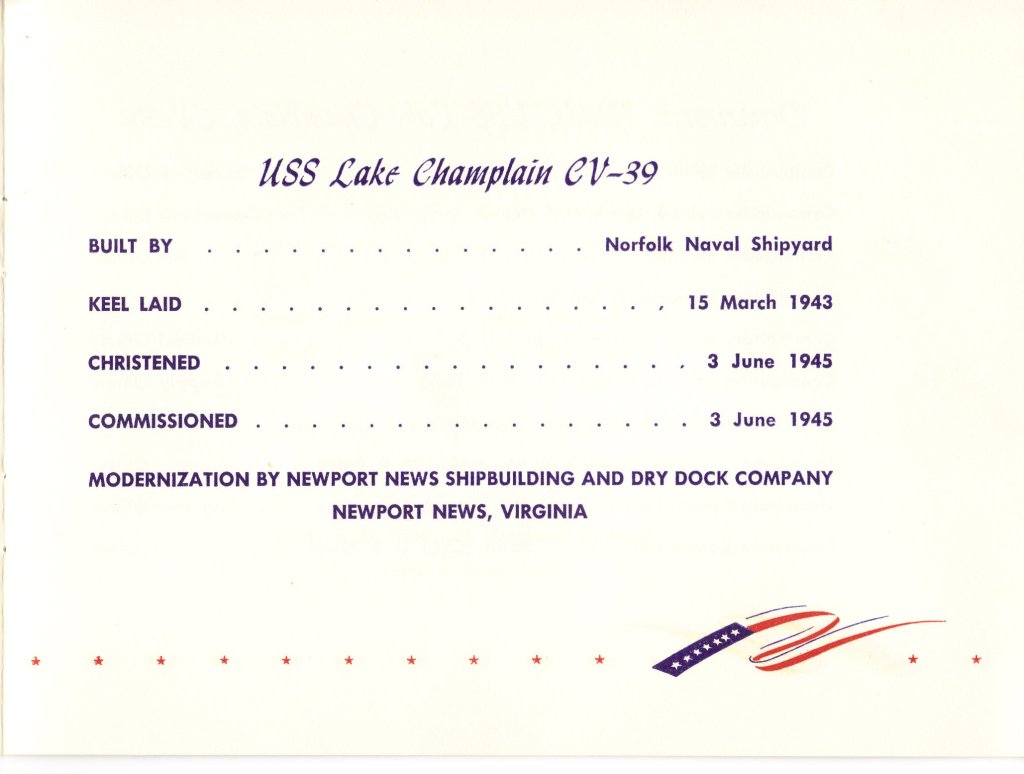 USS Lake Champlain CV-39
BUILT BY . . . . . . . . . . . . . . Norfolk Naval Shipyard
KEEL LAID . . . . . . . . . . . . . . . . , 15 March 1943
CHRISTENED . . . . . . . . . . . . . . . . . 3 June 1945
COMMISSIONED . . . . . . . . . . . . . . . . 3 June 1945
MODERNIZATION BY NEWPORT NEWS SHIPBUILDING AND DRY DOCK COMPANY
NEWPORT NEWS, VIRGINIA